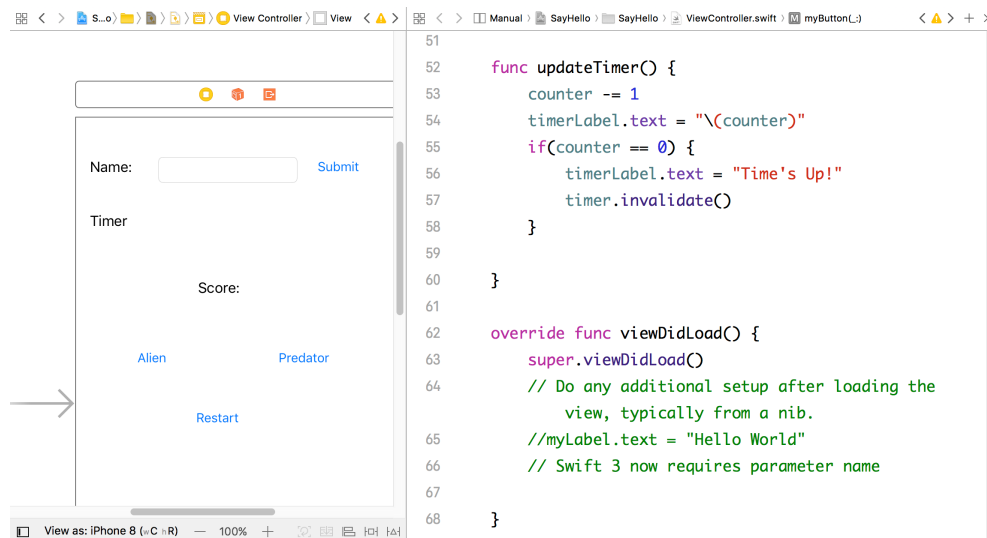 S...o View Controller View
Manual SayHello SayHello ViewController.swift M myButton(_:)
Name: Submit
Timer
Score:
Alien Predator
Restart
View as: iPhone 8 (wC hR) — 100% +
51
52 func updateTimer() {
53 counter -= 1
54 timerLabel.text = "\(counter)"
55 if(counter == 0) {
56 timerLabel.text = "Time's Up!"
57 timer.invalidate()
58 }
59
60 }
61
62 override func viewDidLoad() {
63 super.viewDidLoad()
64 // Do any additional setup after loading the
view, typically from a nib.
65 //myLabel.text = "Hello World"
66 // Swift 3 now requires parameter name
67
68 }